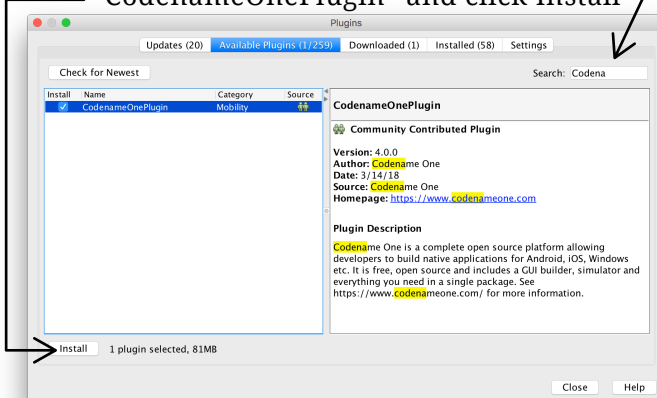 "CodenameOnePlugin" and click Install
Plugins
Updates (20) Available Plugins (1/259) Downloaded (1) Installed (58) Settings
Check for Newest
Search: Codena
Install Name Category Source
CodenameOnePlugin Mobility
CodenameOnePlugin
Community Contributed Plugin
Version: 4.0.0
Author: Codename One
Date: 3/14/18
Source: Codename One
Homepage: https://www.codenameone.com
Plugin Description
Codename One is a complete open source platform allowing
developers to build native applications for Android, iOS, Windows
etc. It is free, open source and includes a GUI builder, simulator and
everything you need in a single package. See
https://www.codenameone.com/ for more information.
Install 1 plugin selected, 81MB
Close Help